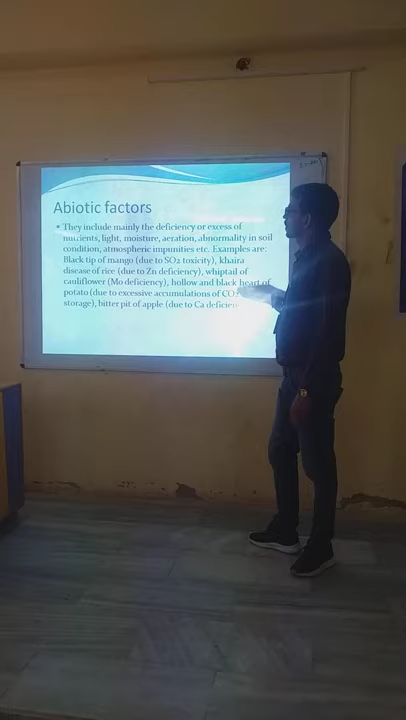 Abiotic factors
• They include mainly the deficiency or excess of
nutrients, light, moisture, aeration, abnormality in soil
condition, atmospheric impunities etc. Examples are:
Black tip of mango (due to SO2 toxicity), khaira
disease of rice (due to Zn deficiency), whiptail of
cauliflower (Mo deficiency), hollow and black heart of
potato (due to excessive accumulations of CO2
storage), bitter pit of apple (due to Ca